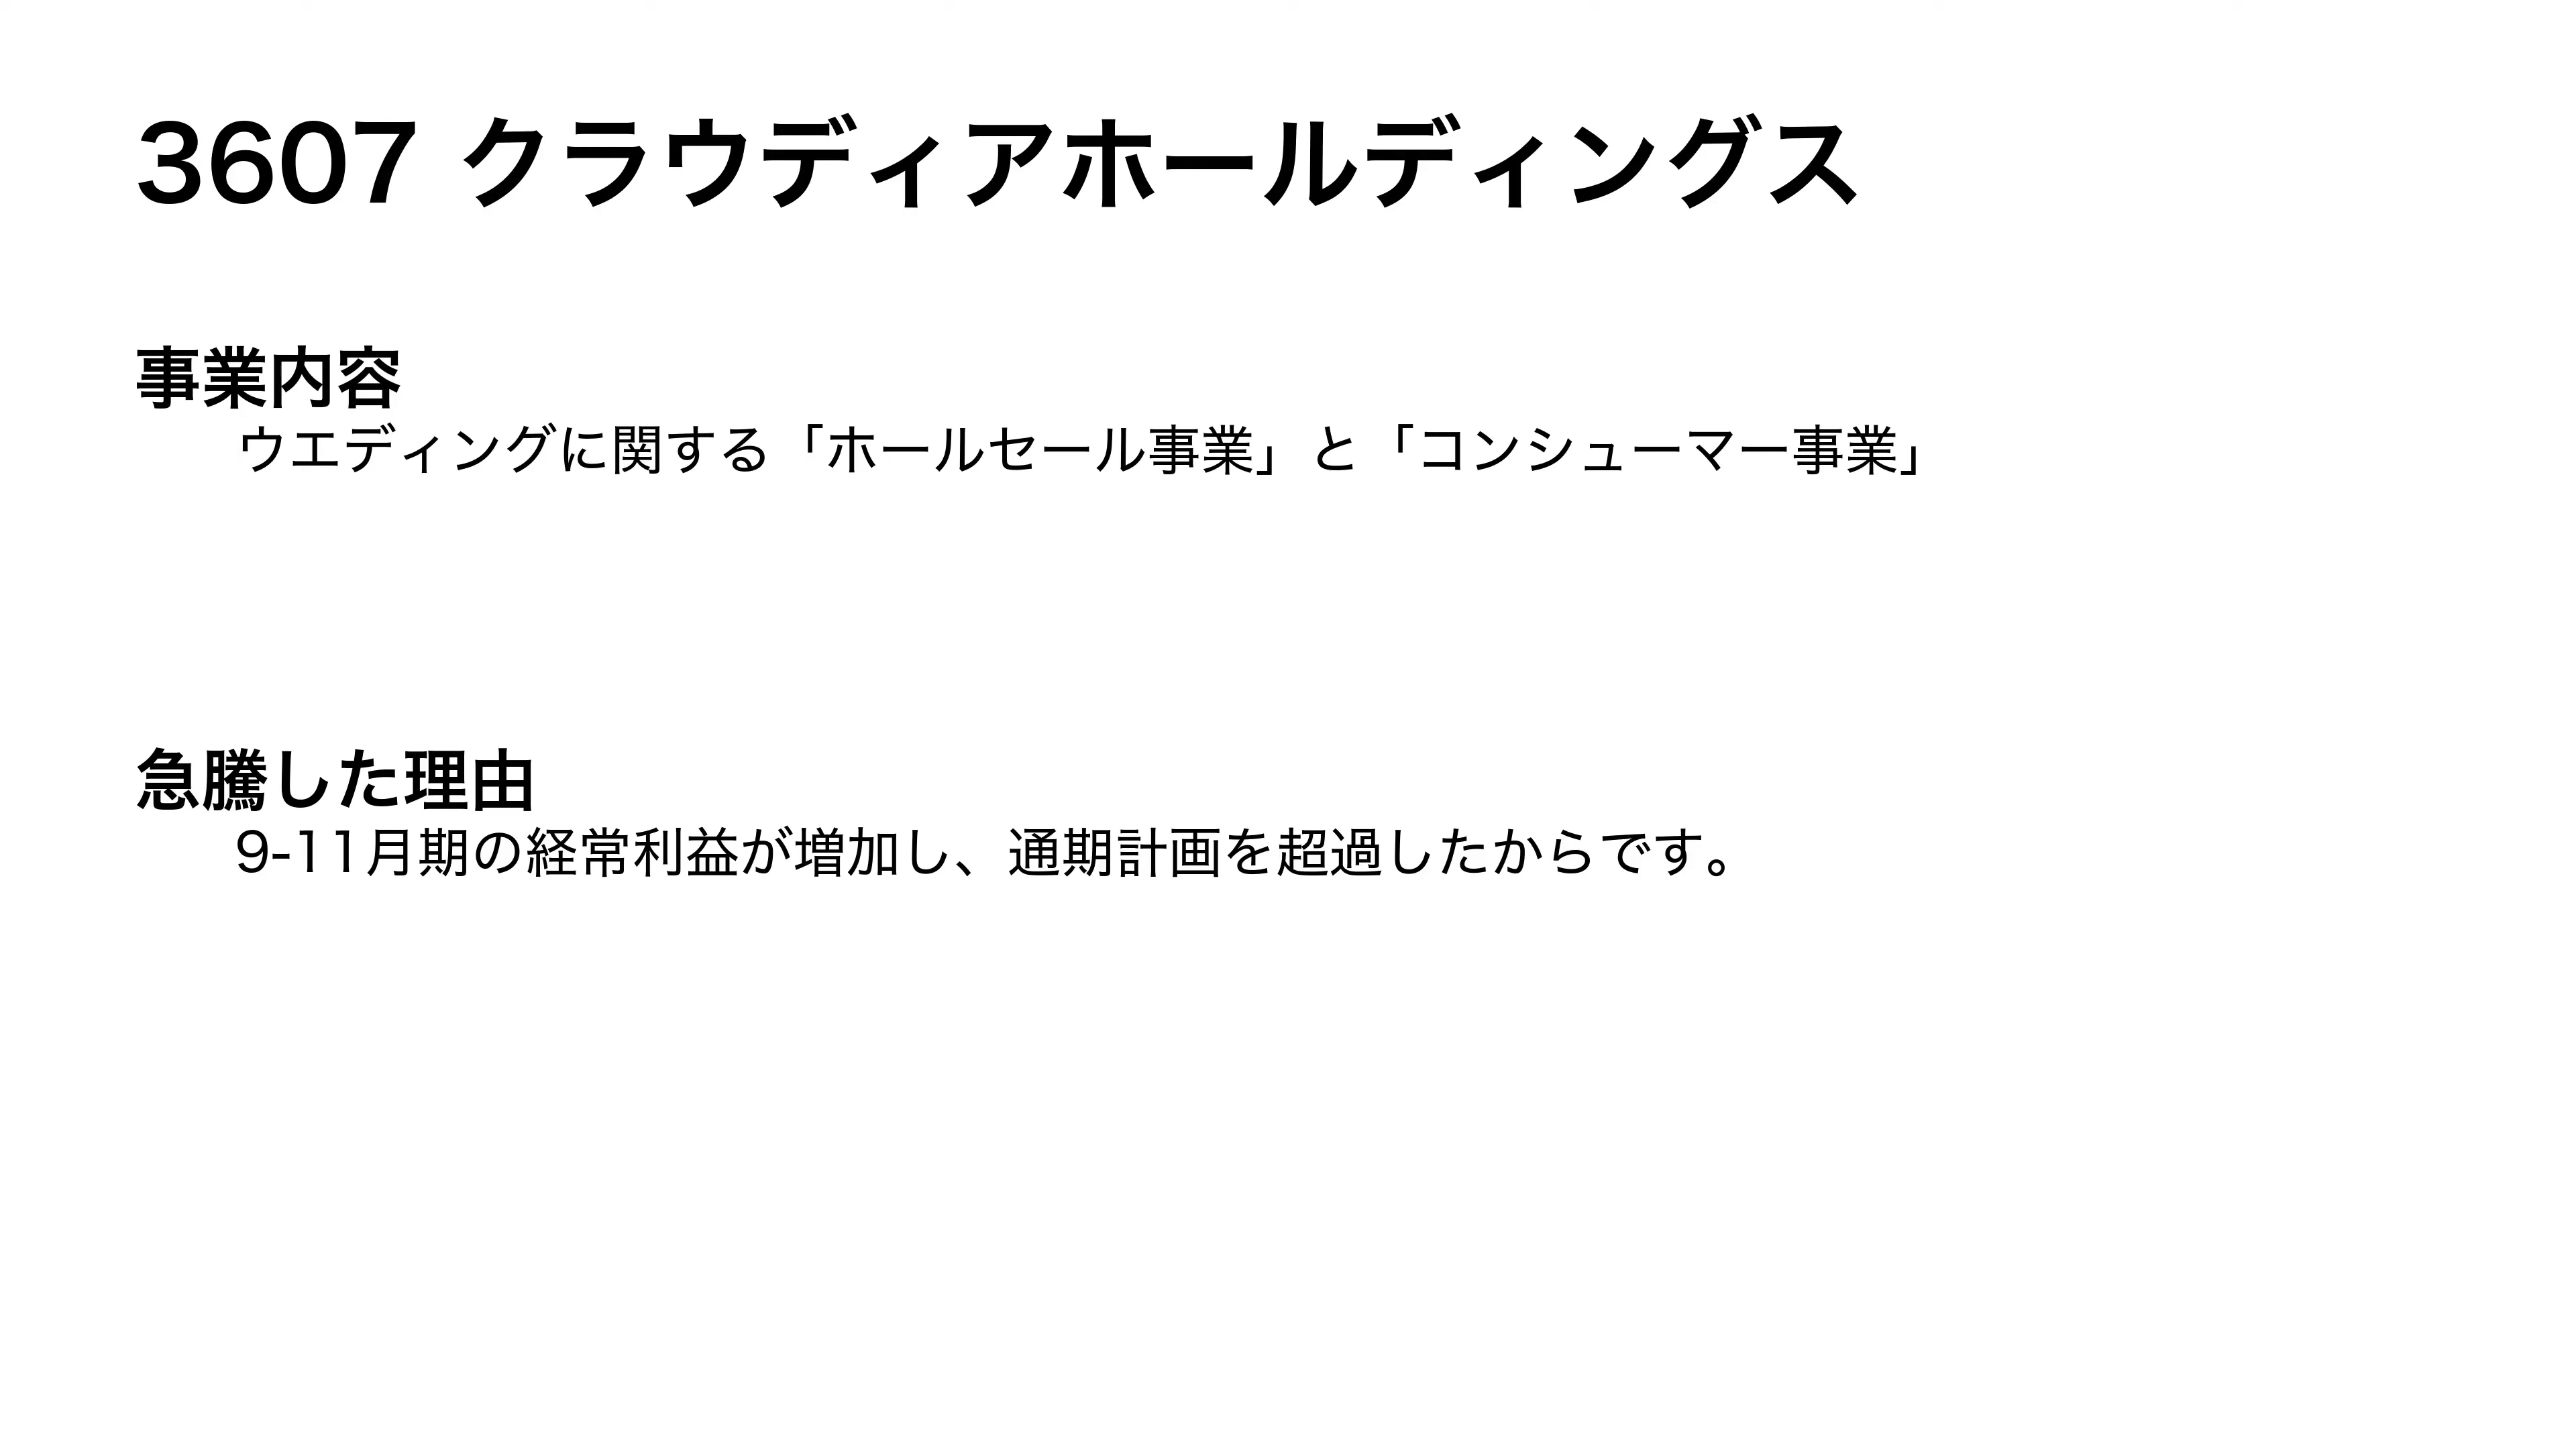 3607 クラウディアホールディングス
事業内容
ウエディングに関する「ホールセール事業」と「コンシューマー事業」
急騰した理由
9-11月期の経常利益が増加し、通期計画を超過したからです。